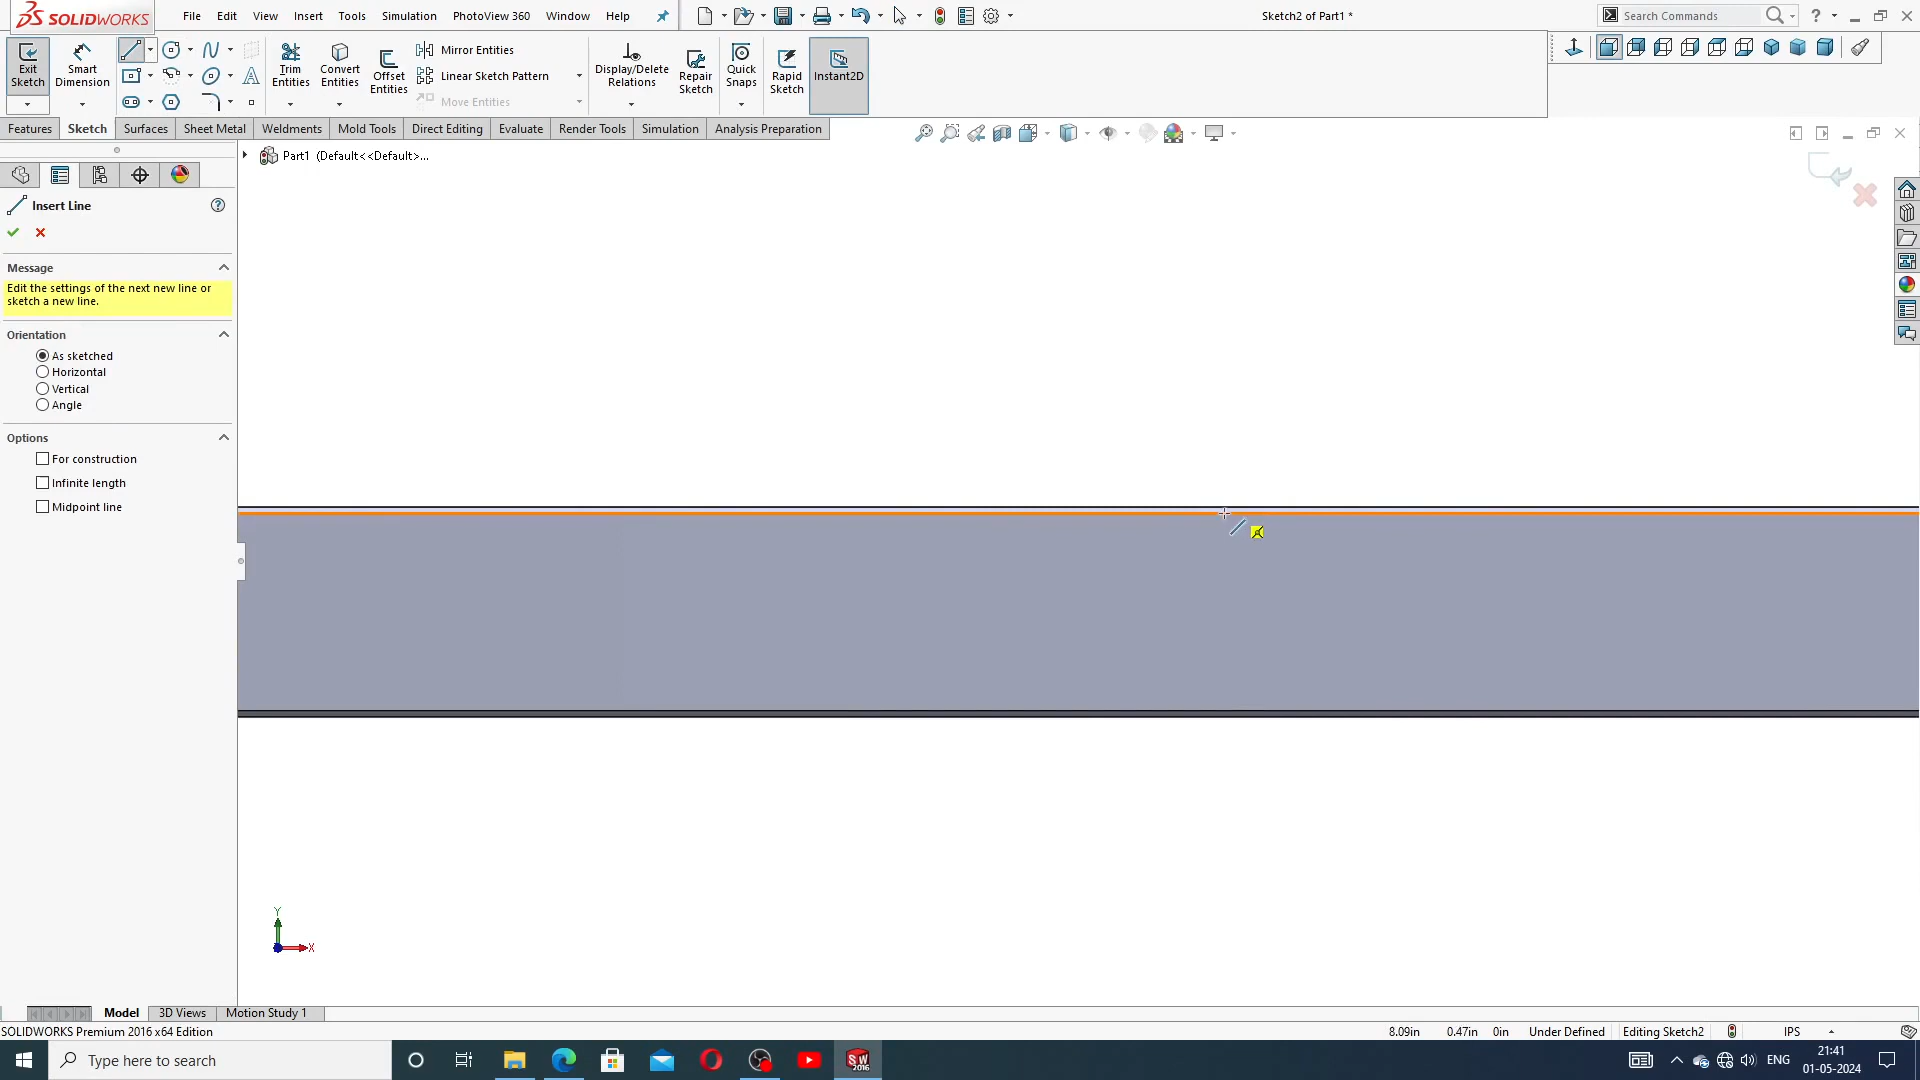 SOLIDWORKS
File Edit View Insert Tools Simulation PhotoView 360 Window Help
Sketch2 of Part1 *
Search Commands
Exit Sketch
Smart Dimension
Trim Entities
Convert Entities
Offset Entities
Mirror Entities
Linear Sketch Pattern
Move Entities
Display/Delete Relations
Repair Sketch
Quick Snaps
Rapid Sketch
Instant2D
Features Sketch Surfaces Sheet Metal Weldments Mold Tools Direct Editing Evaluate Render Tools Simulation Analysis Preparation
Part1 (Default<<Default>...
Insert Line
Message
Edit the settings of the next new line or
sketch a new line.
Orientation
As sketched
Horizontal
Vertical
Angle
Options
For construction
Infinite length
Midpoint line
Y
X
Model 3D Views Motion Study 1
SOLIDWORKS Premium 2016 x64 Edition
8.09in 0.47in 0in Under Defined Editing Sketch2 IPS
Type here to search
SW
2016
ENG
21:41
01-05-2024